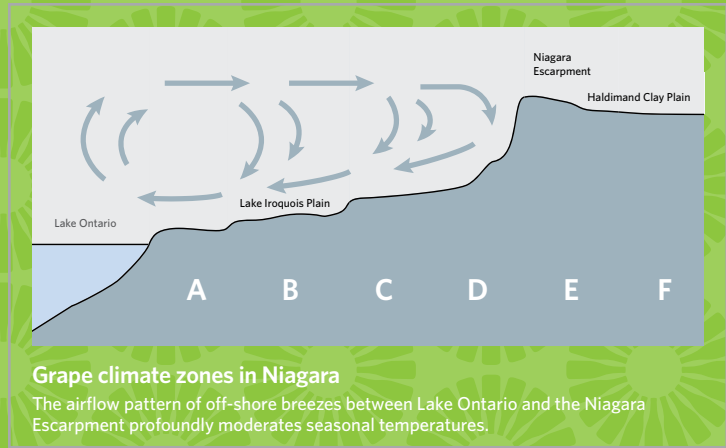 Niagara
Escarpment
Haldimand Clay Plain
Lake Iroquois Plain
Lake Ontario
A B C D E F
Grape climate zones in Niagara
The airflow pattern of off-shore breezes between Lake Ontario and the Niagara
Escarpment profoundly moderates seasonal temperatures.